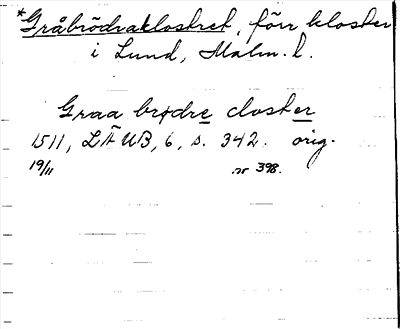 *Gråbrödraklostret, förr kloster
i Lund, Malm. l.
Graa brødre closter
1511, LÄUB, 6, s. 342. orig.
19/11 nr 398.